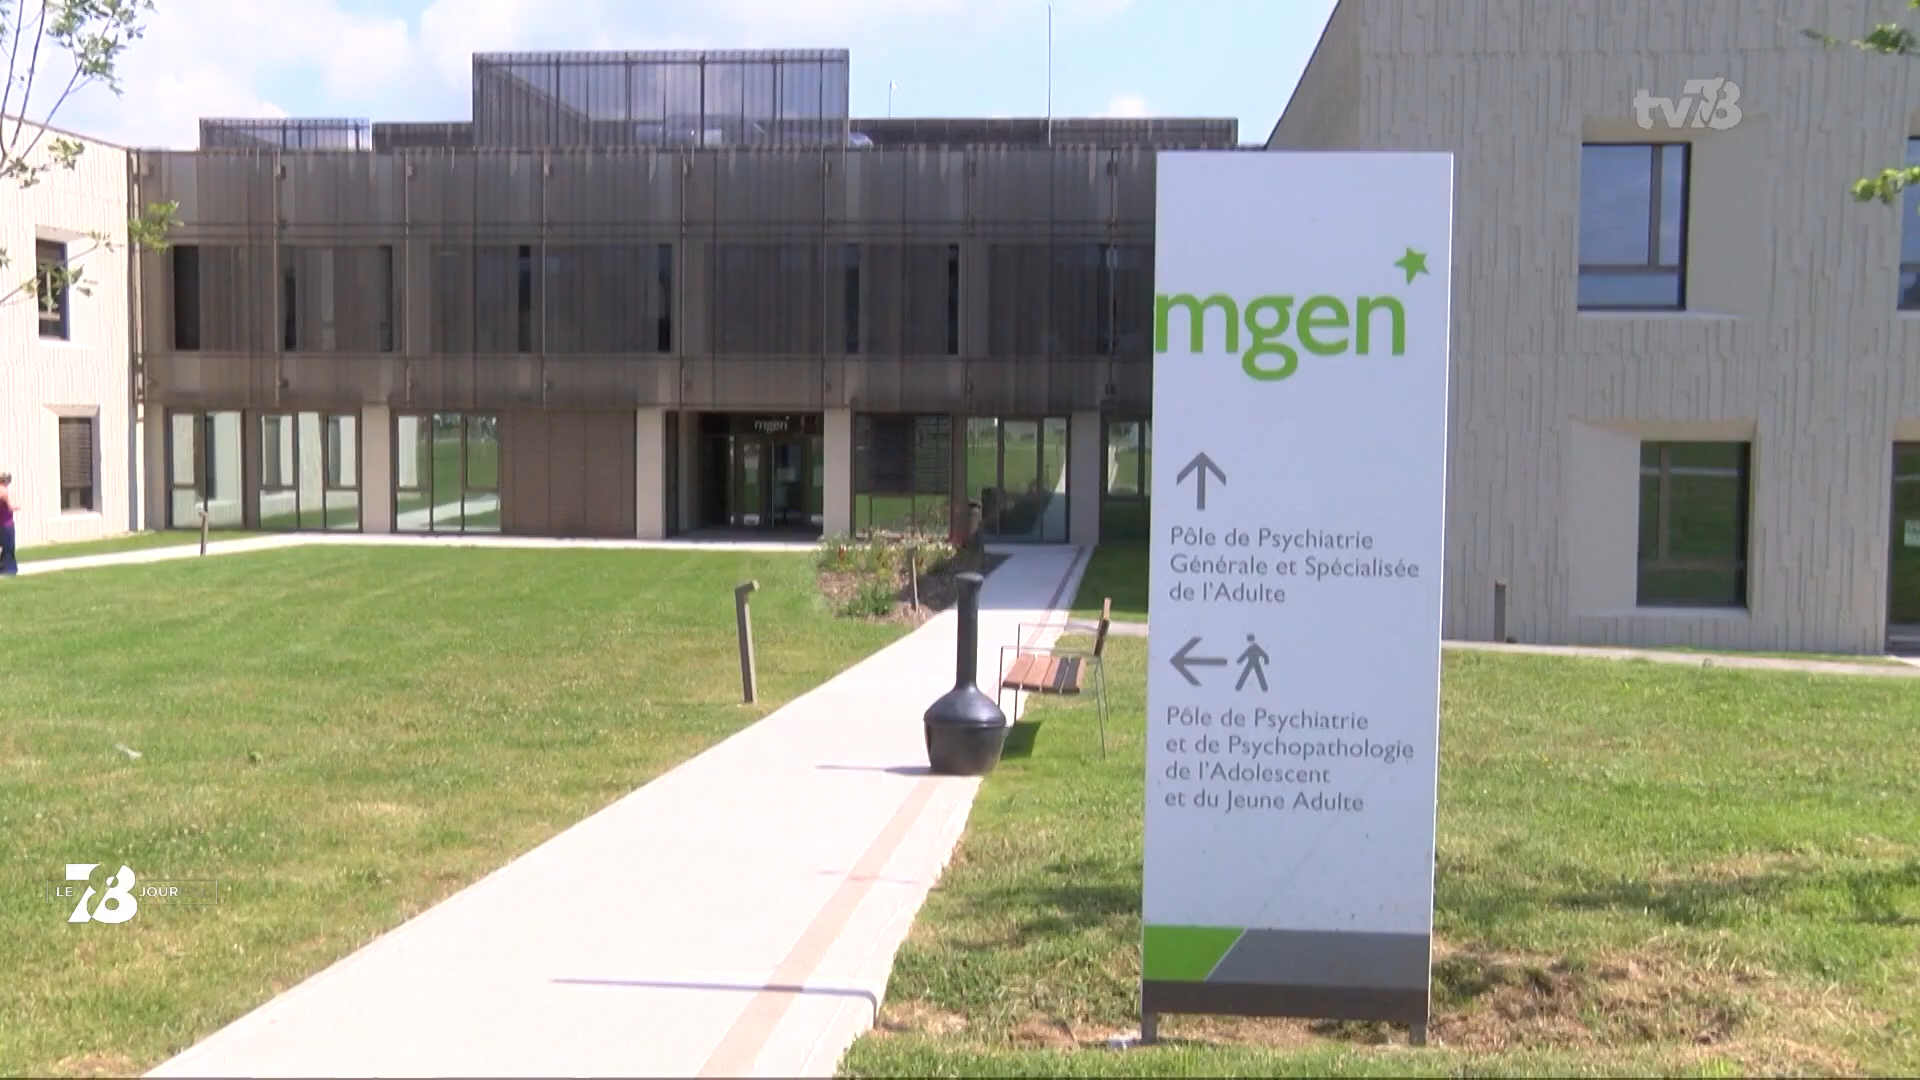 tv78
mgen
mgen
Pôle de Psychiatrie
Générale et Spécialisée
de l'Adulte
Pôle de Psychiatrie
et de Psychopathologie
de l'Adolescent
et du Jeune Adulte
LE 78 JOUR